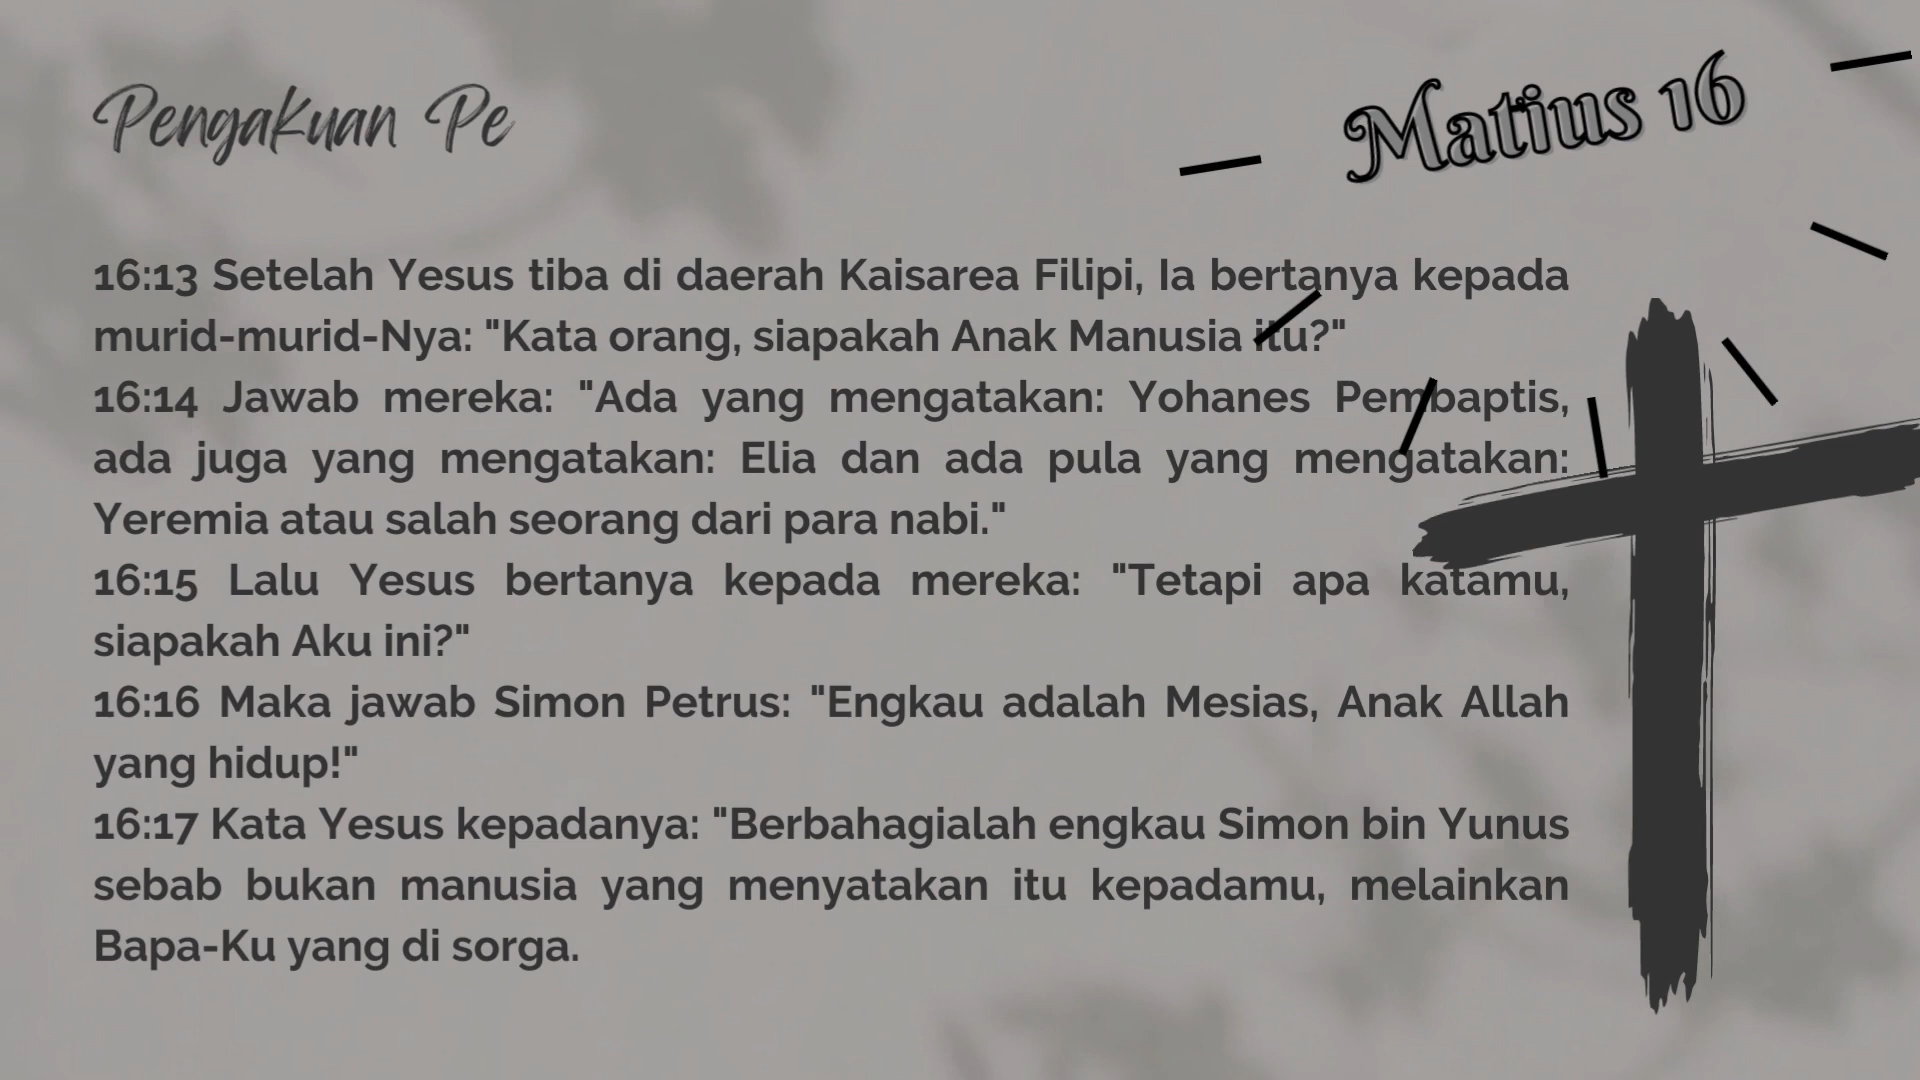 Pengakuan Pe
Matius 16
16:13 Setelah Yesus tiba di daerah Kaisarea Filipi, Ia bertanya kepada
murid-murid-Nya: "Kata orang, siapakah Anak Manusia itu?"
16:14 Jawab mereka: "Ada yang mengatakan: Yohanes Pembaptis,
ada juga yang mengatakan: Elia dan ada pula yang mengatakan:
Yeremia atau salah seorang dari para nabi."
16:15 Lalu Yesus bertanya kepada mereka: "Tetapi apa katamu,
siapakah Aku ini?"
16:16 Maka jawab Simon Petrus: "Engkau adalah Mesias, Anak Allah
yang hidup!"
16:17 Kata Yesus kepadanya: "Berbahagialah engkau Simon bin Yunus
sebab bukan manusia yang menyatakan itu kepadamu, melainkan
Bapa-Ku yang di sorga.